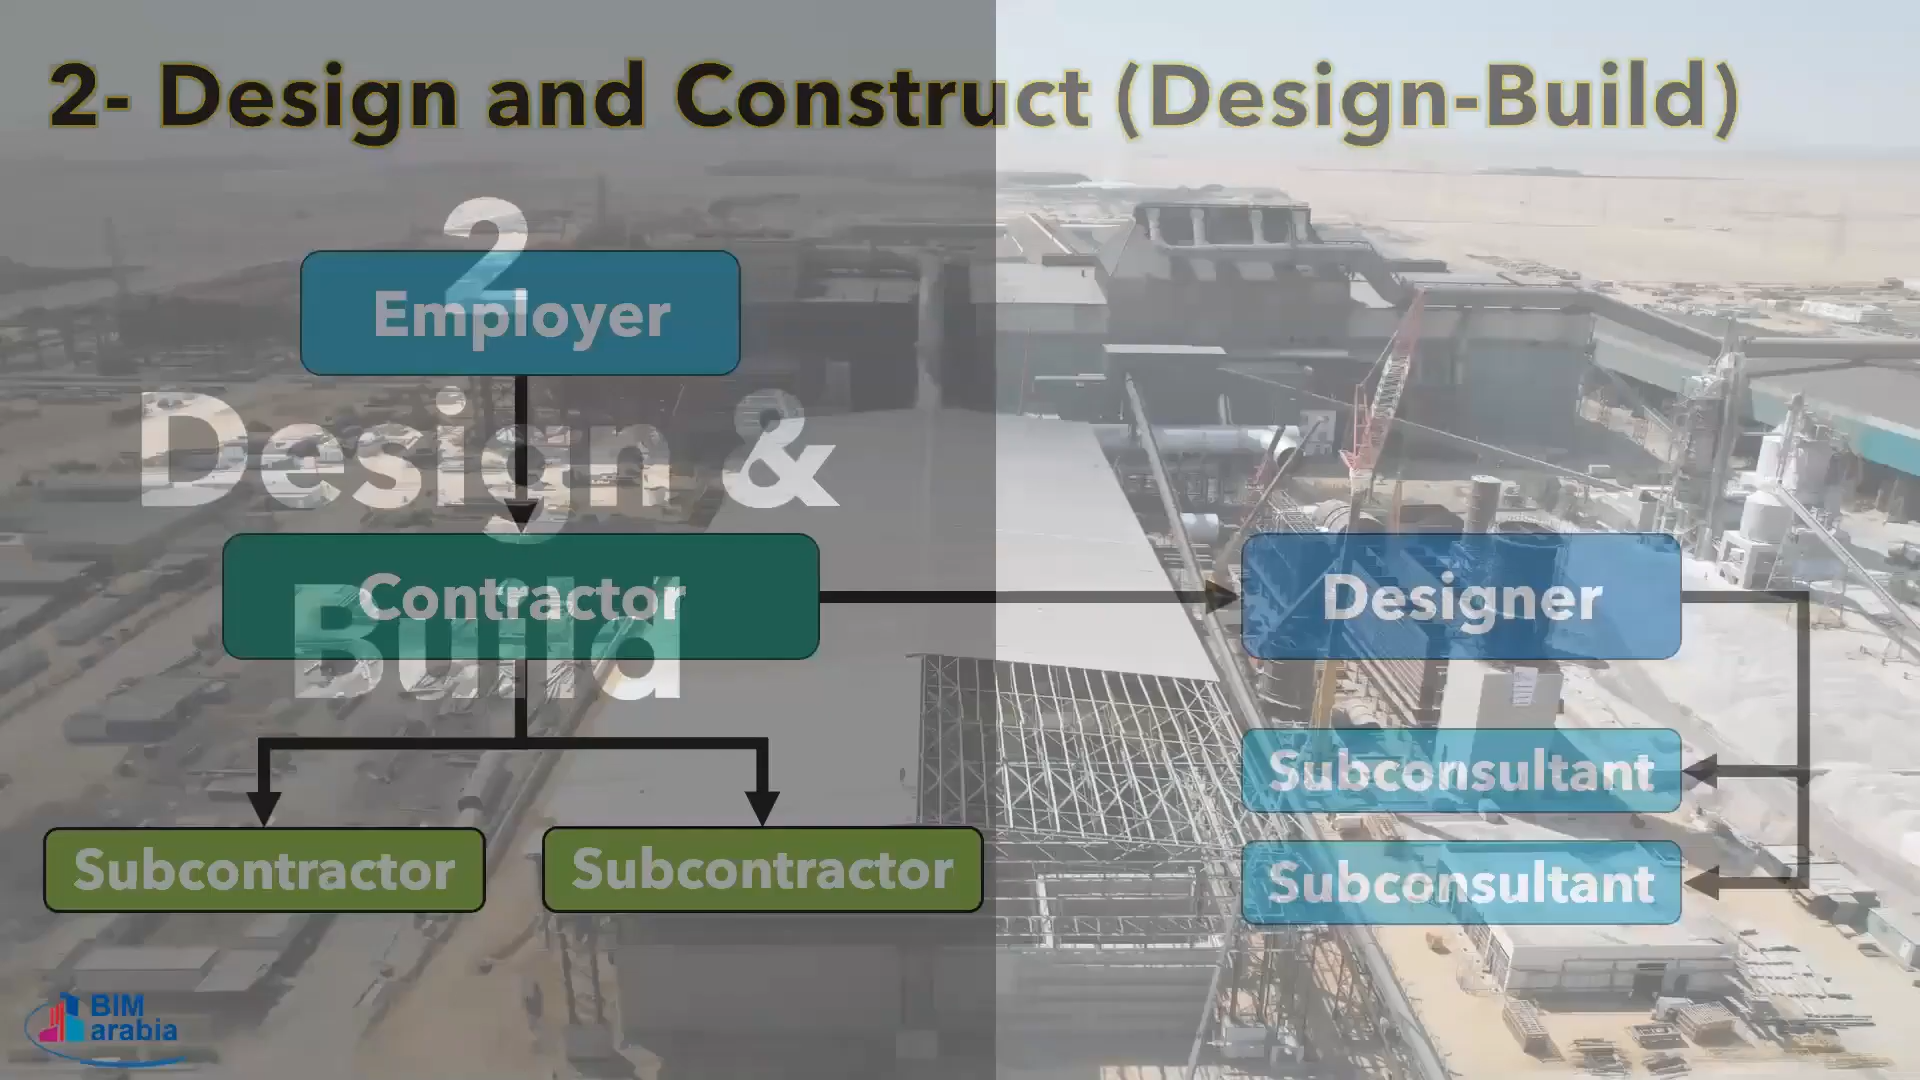 2- Design and Construct (Design-Build)
2
Employer
Design &
Contractor
Designer
Build
Subconsultant
Subcontractor
Subcontractor
Subconsultant
BIM
arabia